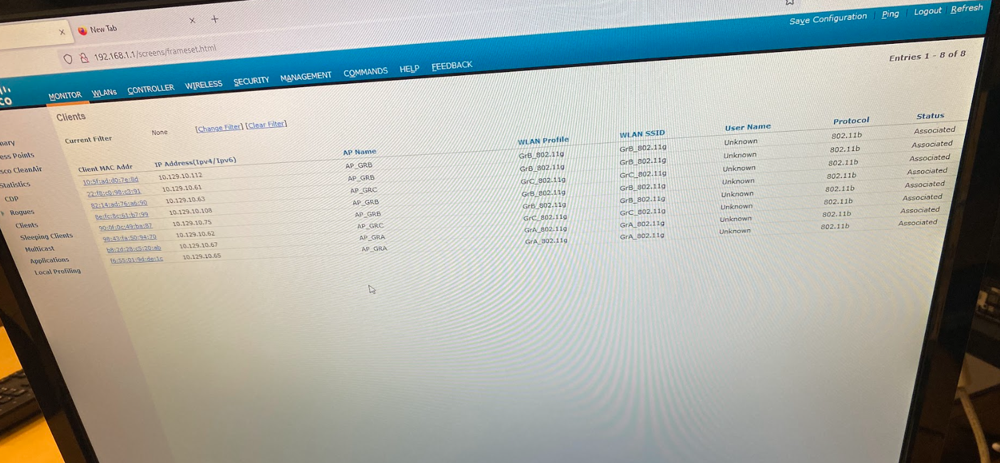 New Tab
192.168.1.1/screens/frameset.html
Save Configuration Ping Logout Refresh
MONITOR WLANs CONTROLLER WIRELESS SECURITY MANAGEMENT COMMANDS HELP FEEDBACK
Clients
Entries 1 - 8 of 8
Current Filter None [Change Filter] [Clear Filter]
Client MAC Addr IP Address(Ipv4/Ipv6) AP Name WLAN Profile WLAN SSID User Name Protocol Status
10:5f:ad:d0:7e:8d 10.129.10.112 AP_GRB GrB_802.11g GrB_802.11g Unknown 802.11b Associated
22:f8:c0:98:c3:91 10.129.10.61 AP_GRB GrB_802.11g GrB_802.11g Unknown 802.11b Associated
82:14:ad:76:a6:90 10.129.10.63 AP_GRC GrC_802.11g GrC_802.11g Unknown 802.11b Associated
8e:fc:8c:61:b7:99 10.129.10.108 AP_GRB GrB_802.11g GrB_802.11g Unknown 802.11b Associated
90:0f:0c:49:ba:87 10.129.10.75 AP_GRB GrB_802.11g GrB_802.11g Unknown 802.11b Associated
98:43:fa:50:94:70 10.129.10.62 AP_GRC GrC_802.11g GrC_802.11g Unknown 802.11b Associated
b8:2d:28:c5:20:ab 10.129.10.67 AP_GRA GrA_802.11g GrA_802.11g Unknown 802.11b Associated
f6:55:01:9d:de:1c 10.129.10.65 AP_GRA GrA_802.11g GrA_802.11g Unknown 802.11b Associated
mary
ess Points
sco CleanAir
Statistics
CDP
Rogues
Clients
Sleeping Clients
Multicast
Applications
Local Profiling